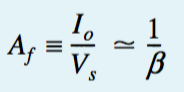 A_f ≡ I_o/V_s ≃ 1/β